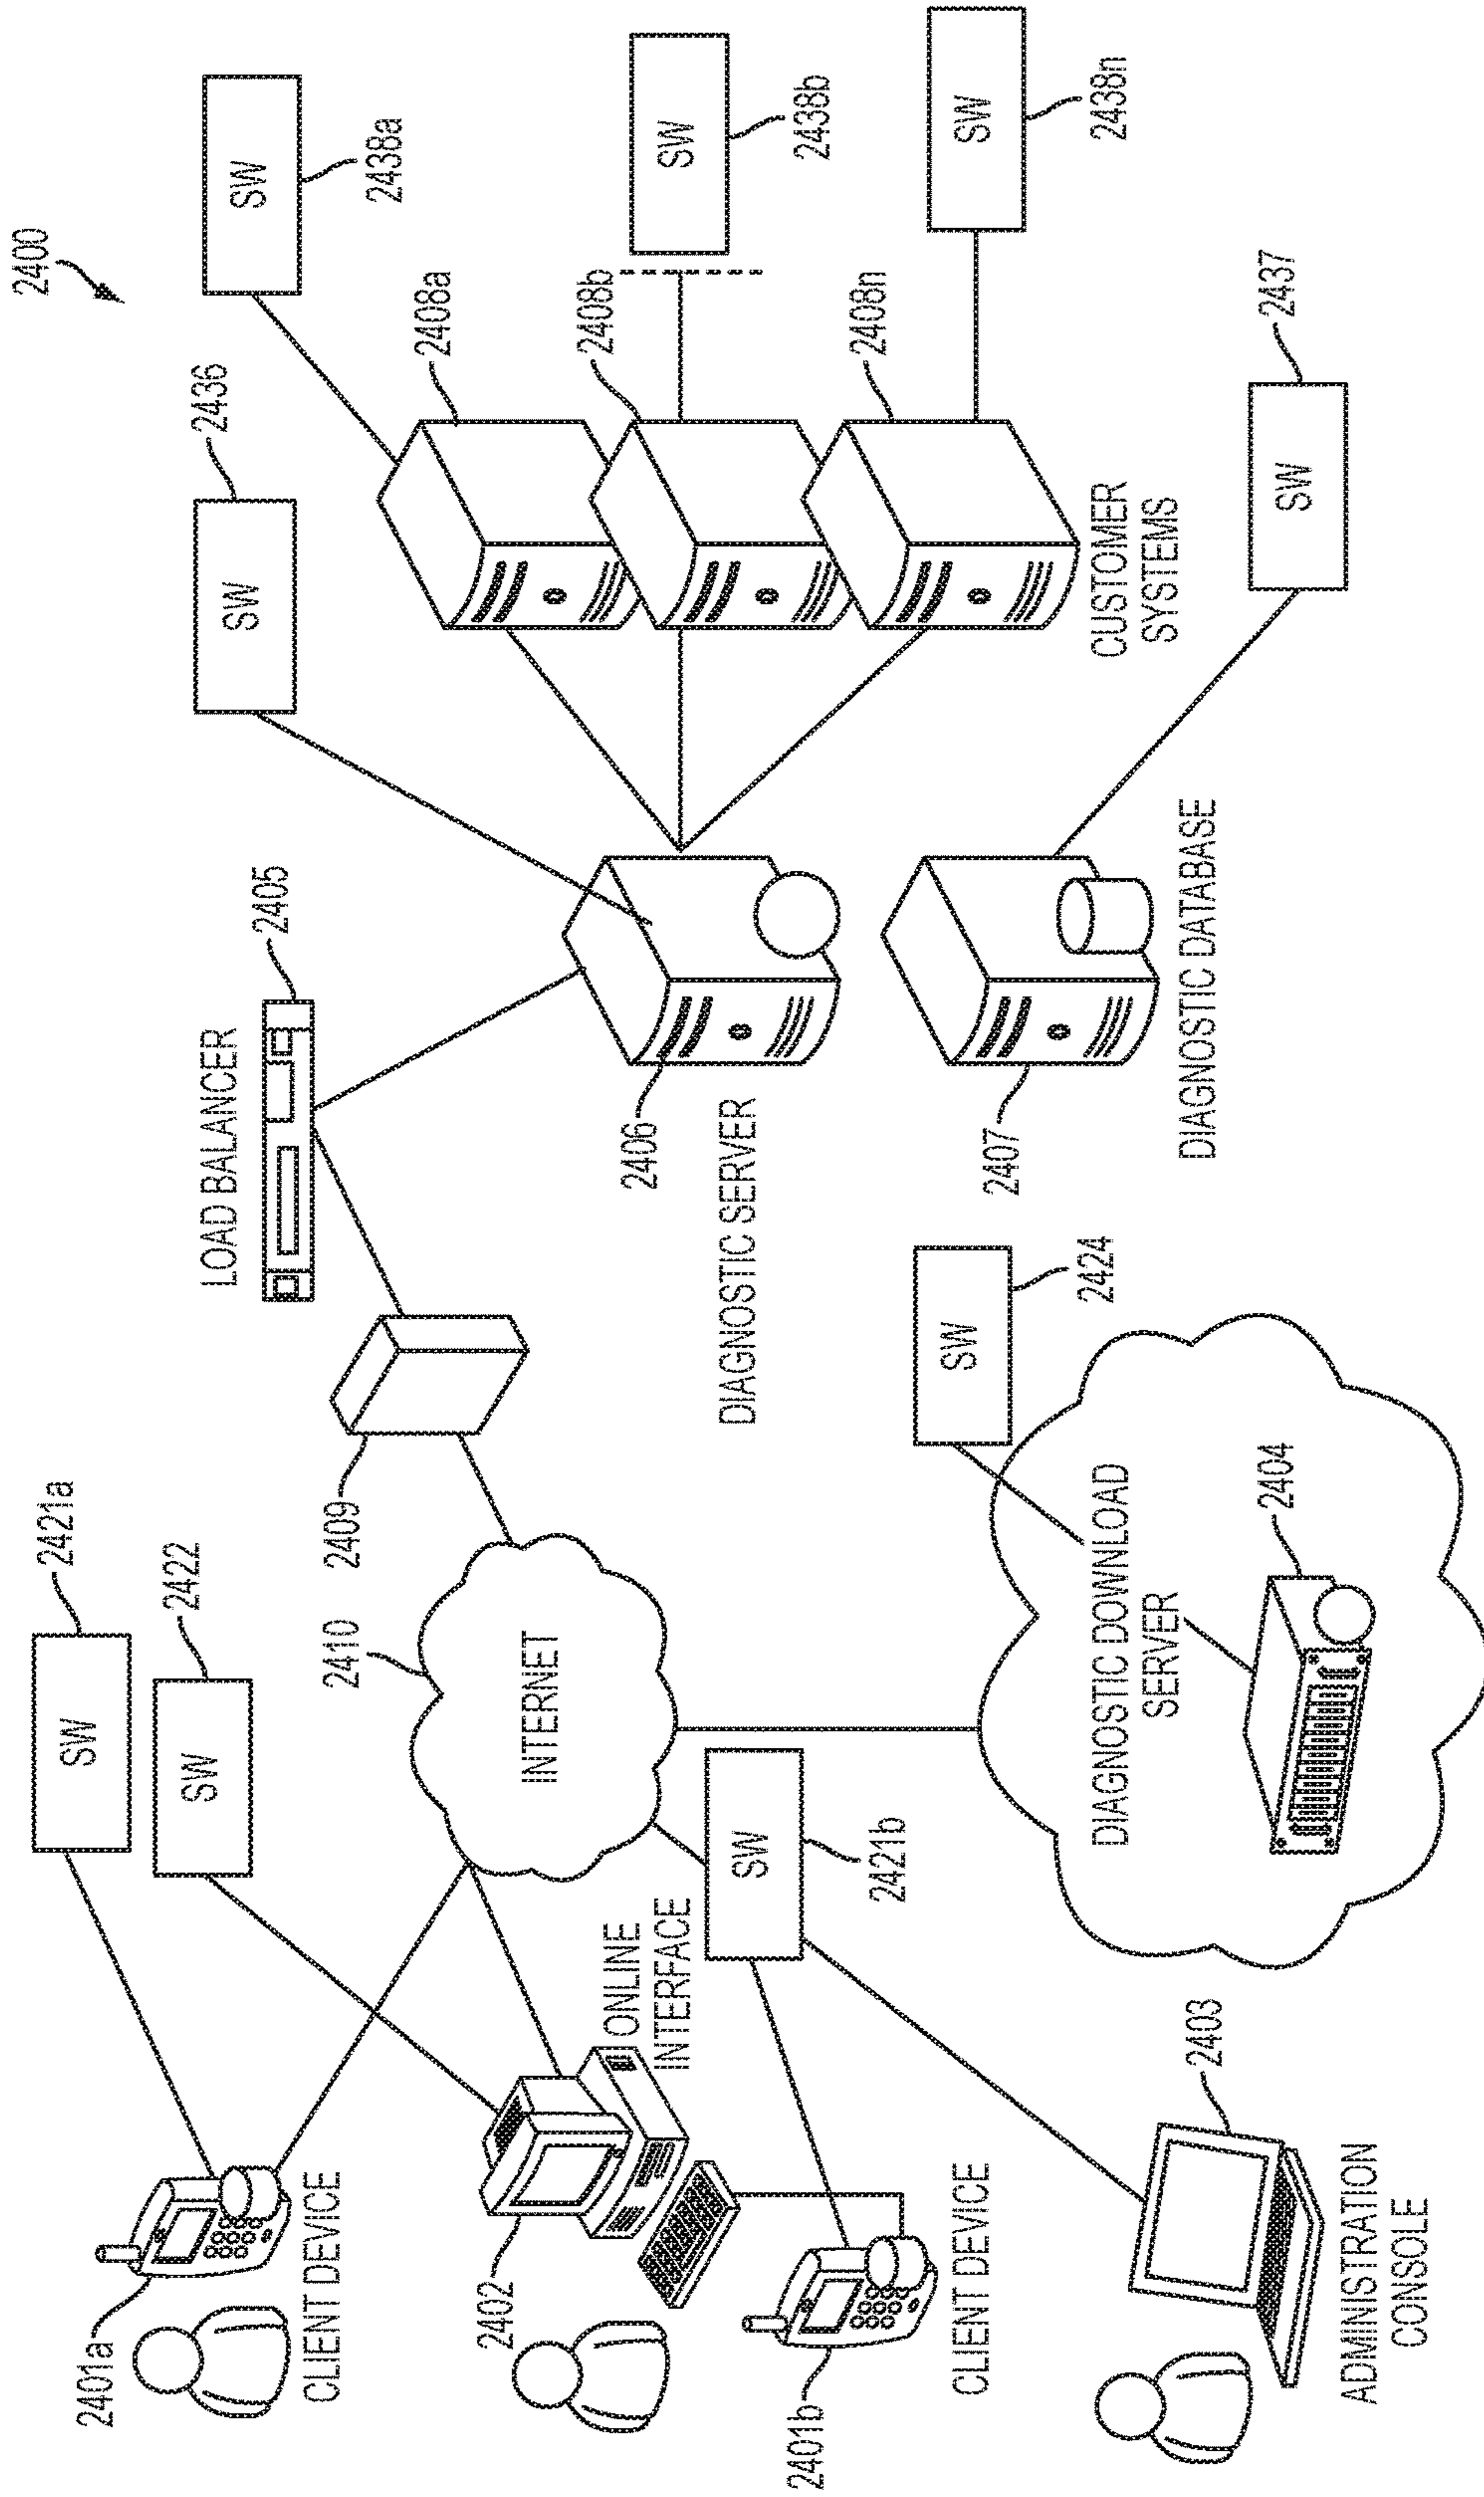 2400
2421a
SW
2422
SW
2401a
CLIENT DEVICE
2410
INTERNET
2409
LOAD BALANCER
2405
2436
SW
SW
2438a
2408a
2408b
SW
2438b
2408n
SW
2438n
CUSTOMER
SYSTEMS
2402
ONLINE
INTERFACE
SW
2421b
2401b
CLIENT DEVICE
2406
DIAGNOSTIC SERVER
2407
DIAGNOSTIC DATABASE
SW
2437
SW
2424
DIAGNOSTIC DOWNLOAD
SERVER
2404
2403
ADMINISTRATION
CONSOLE